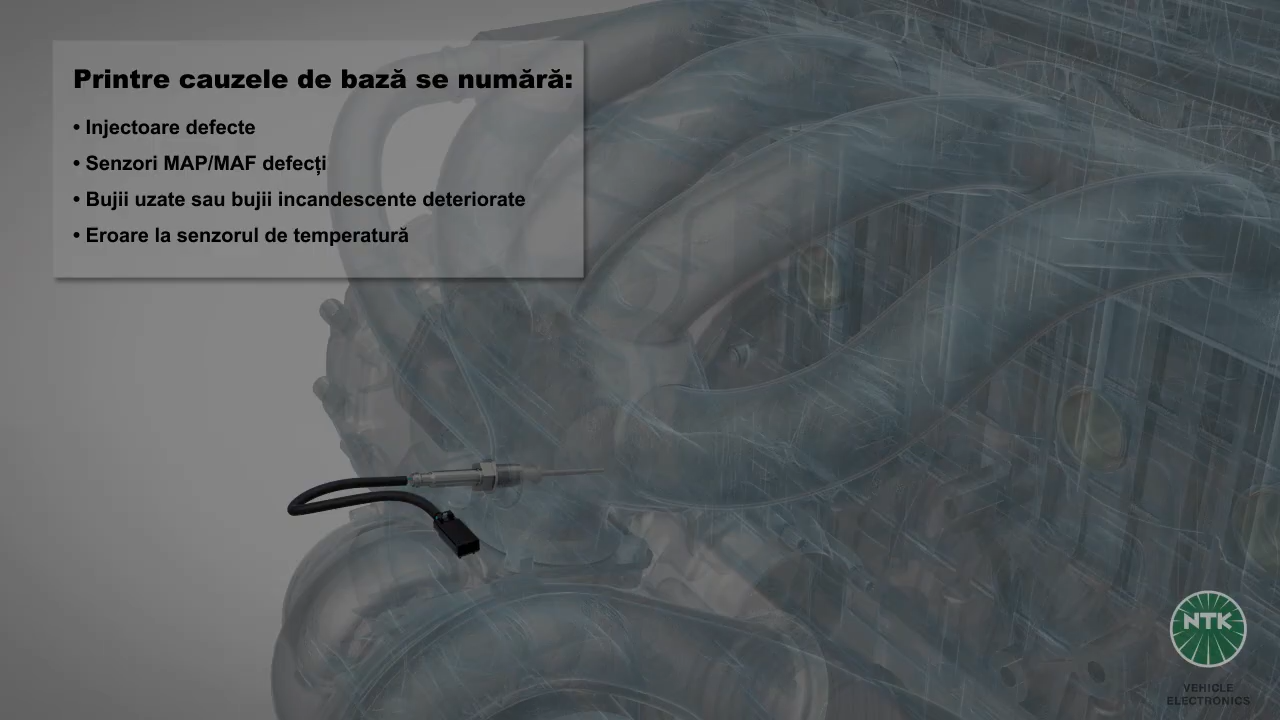 Printre cauzele de bază se numără:
• Injectoare defecte
• Senzori MAP/MAF defecți
• Bujii uzate sau bujii incandescente deteriorate
• Eroare la senzorul de temperatură
NTK
VEHICLE
ELECTRONICS